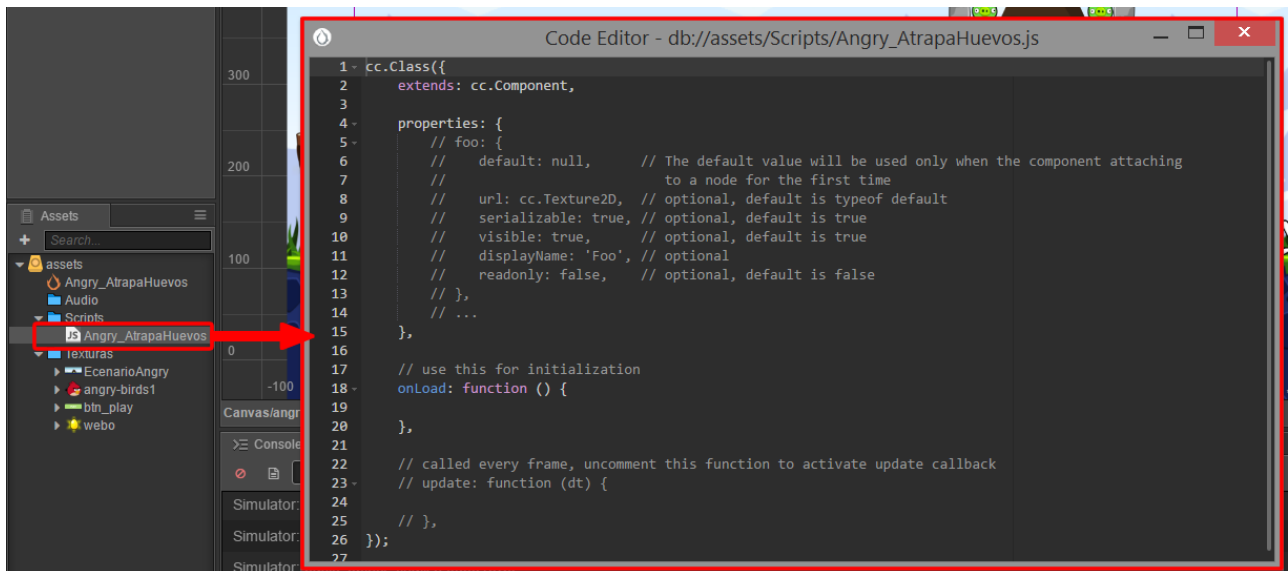 Code Editor - db://assets/Scripts/Angry_AtrapaHuevos.js
300
200
100
0
-100
Assets
Search...
assets
Angry_AtrapaHuevos
Audio
Scripts
JS Angry_AtrapaHuevos
Texturas
EcenarioAngry
angry-birds1
btn_play
webo
Canvas/angr
Console
Simulator:
Simulator:
Simulator:
1 cc.Class({
2     extends: cc.Component,
3
4     properties: {
5         // foo: {
6         //    default: null,      // The default value will be used only when the component attaching
7         //                           to a node for the first time
8         //    url: cc.Texture2D,  // optional, default is typeof default
9         //    serializable: true, // optional, default is true
10         //    visible: true,      // optional, default is true
11         //    displayName: 'Foo', // optional
12         //    readonly: false,    // optional, default is false
13         // },
14         // ...
15     },
16
17     // use this for initialization
18     onLoad: function () {
19
20     },
21
22     // called every frame, uncomment this function to activate update callback
23     // update: function (dt) {
24
25     // },
26 });
27